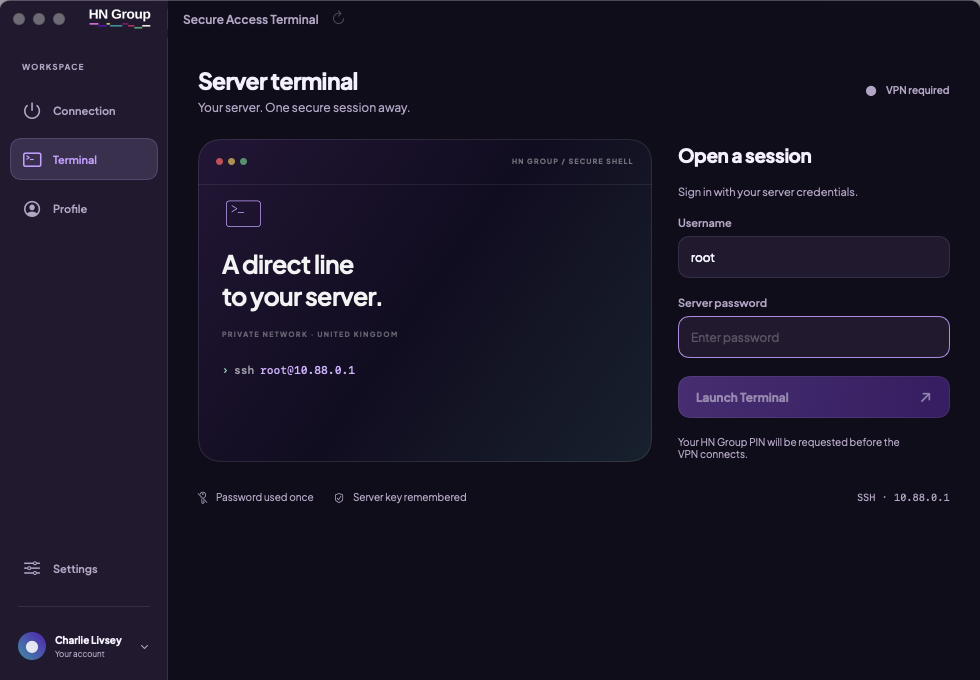 HN Group
Secure Access Terminal
WORKSPACE
Connection
Terminal
Profile
Settings
Charlie Livsey
Your account
Server terminal
Your server. One secure session away.
VPN required
HN GROUP / SECURE SHELL
>_
A direct line
to your server.
PRIVATE NETWORK · UNITED KINGDOM
› ssh root@10.88.0.1
Open a session
Sign in with your server credentials.
Username
root
Server password
Enter password
Launch Terminal
Your HN Group PIN will be requested before the
VPN connects.
Password used once
Server key remembered
SSH · 10.88.0.1